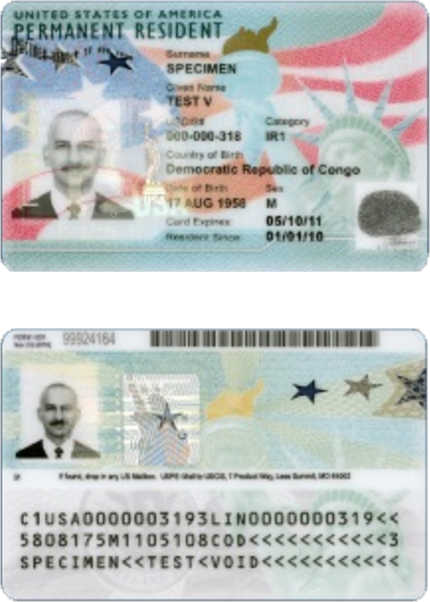 UNITED STATES OF AMERICA
PERMANENT RESIDENT
Surname
SPECIMEN
Given Name
TEST V
USCIS# Category
000-000-318 IR1
Country of Birth
Democratic Republic of Congo
Date of Birth Sex
17 AUG 1958 M
Card Expires: 05/10/11
Resident Since: 01/01/10
USA
99924164
If found, drop in any US Mailbox. USPS: Mail to USCIS, 7 Product Way, Lees Summit, MO 64002
C1USA0000003193LIN0000000319<<
5808175M1105108COD<<<<<<<<<<<3
SPECIMEN<<TEST<VOID<<<<<<<<<<<